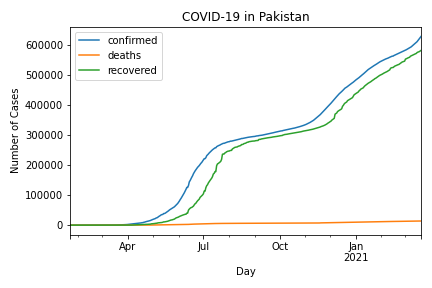 COVID-19 in Pakistan
confirmed
deaths
recovered
Number of Cases
600000
500000
400000
300000
200000
100000
0
Apr
Jul
Oct
Jan
2021
Day